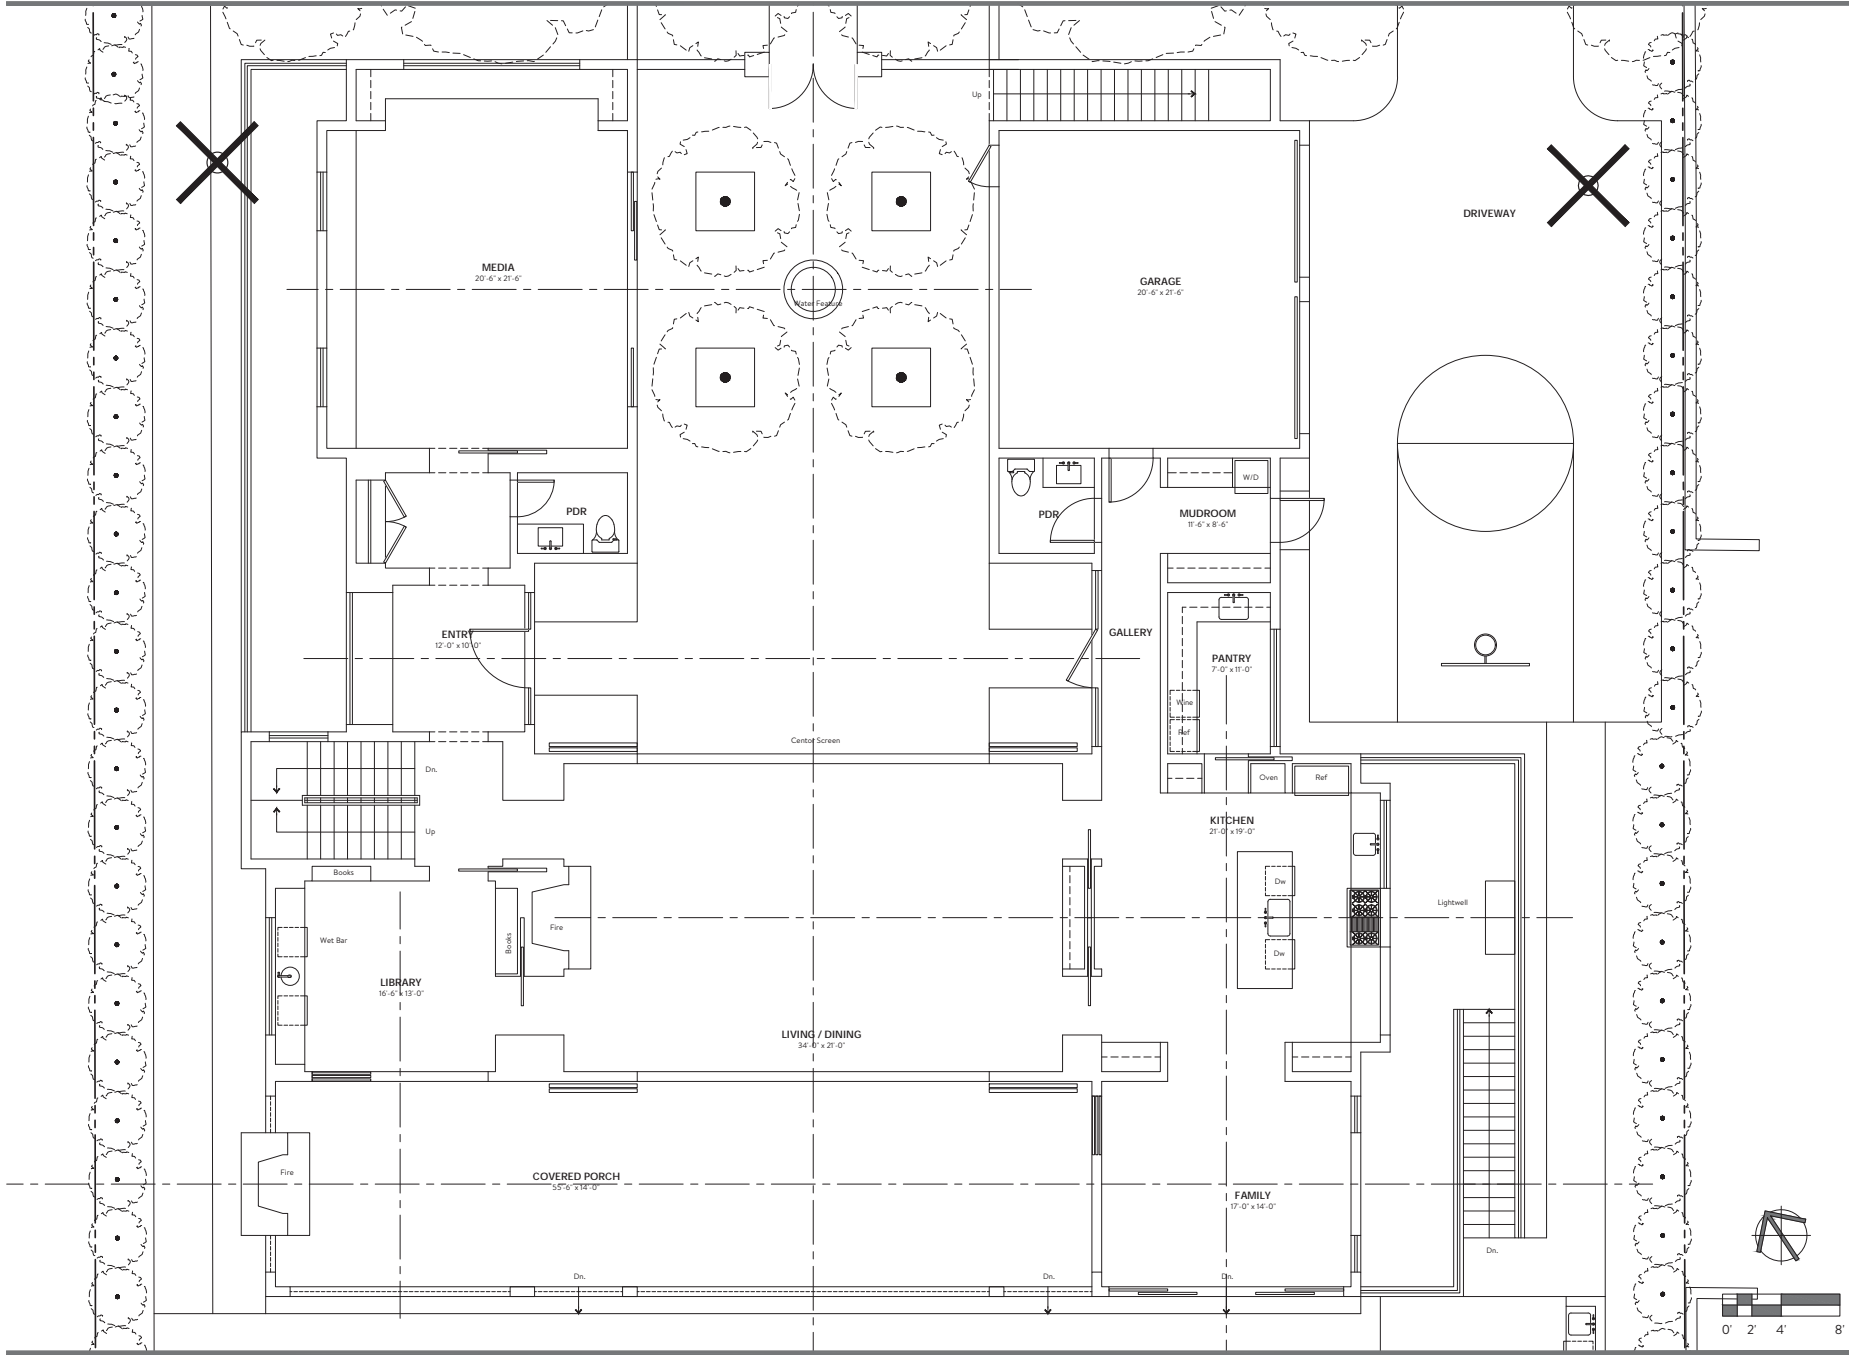 Up
DRIVEWAY
MEDIA
20'-6" x 21'-6"
GARAGE
20'-6" x 21'-6"
Water Feature
W/D
PDR
PDR
MUDROOM
11'-6" x 8'-6"
ENTRY
12'-0" x 10'-0"
GALLERY
PANTRY
7'-0" x 11'-0"
Wine
Ref
Centor Screen
Dn.
Oven
Ref
Up
KITCHEN
21'-0" x 19'-0"
Books
Dw
Lightwell
Fire
Wet Bar
Books
Dw
LIBRARY
16'-6" x 13'-0"
LIVING / DINING
34'-0" x 21'-0"
Fire
COVERED PORCH
55'-6" x 14'-0"
FAMILY
17'-0" x 14'-0"
Dn.
Dn.
Dn.
Dn.
0' 2' 4' 8'